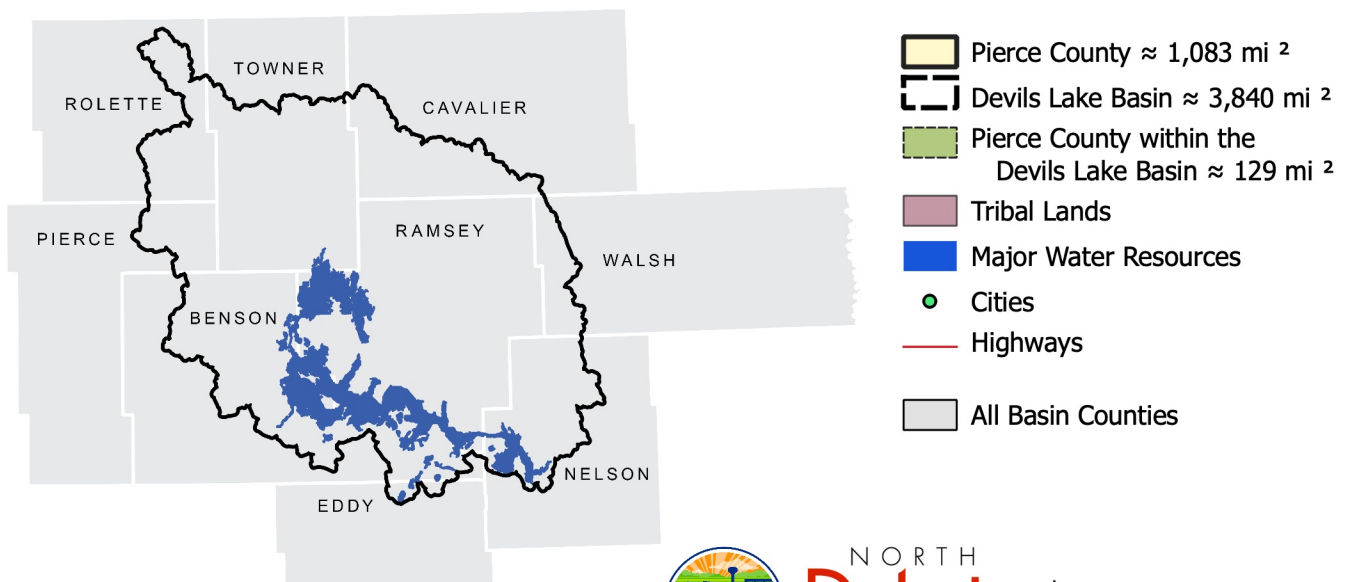 TOWNER
ROLETTE
CAVALIER
PIERCE
RAMSEY
WALSH
BENSON
NELSON
EDDY
Pierce County ≈ 1,083 mi ²
Devils Lake Basin ≈ 3,840 mi ²
Pierce County within the
Devils Lake Basin ≈ 129 mi ²
Tribal Lands
Major Water Resources
Cities
Highways
All Basin Counties
NORTH